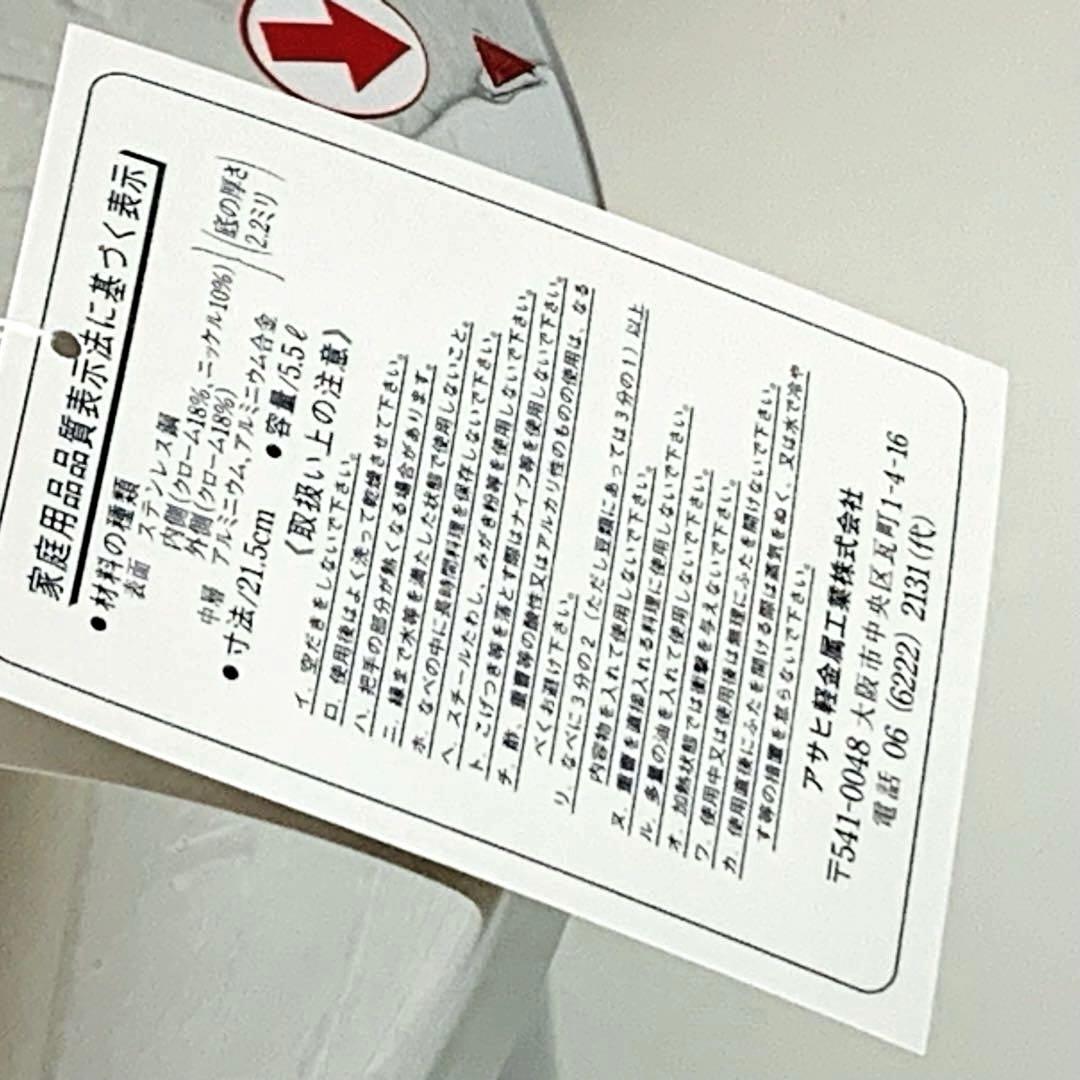 家庭用品品質表示法に基づく表示
●材料の種類
表面 ステンレス鋼
内側(クローム18%、ニッケル10%)
外側(クローム18%)
中層 アルミニウム,アルミニウム合金
底の厚さ
2.2ミリ
●寸法/21.5cm ●容量/5.5ℓ
《取扱い上の注意》
イ. 空だきをしないで下さい。
ロ. 使用後はよく洗って乾燥させて下さい。
ハ. 把手の部分が熱くなる場合があります。
ニ. 縁まで水等を満たした状態で使用しないこと。
ホ. なべの中に長時間料理を保存しないで下さい。
ヘ. スチールたわし、みがき粉等を使用しないで下さい。
ト. こげつき等を落とす際はナイフ等を使用しないで下さい。
チ. 酢、重曹等の酸性又はアルカリ性のものの使用は、なる
べくお避け下さい。
リ. なべに3分の2(ただし豆類にあっては3分の1)以上
内容物を入れて使用しないで下さい。
ヌ. 重曹を直接入れる料理に使用しないで下さい。
ル. 多量の油を入れて使用しないで下さい。
オ. 加熱状態では衝撃を与えないで下さい。
ワ. 使用中又は使用後は無理にふたを開けないで下さい。
カ. 使用直後にふたを開ける際は蒸気をぬく、又は水で冷や
す等の措置を怠らないで下さい。
アサヒ軽金属工業株式会社
〒541-0048 大阪市中央区瓦町1-4-16
電話 06 (6222) 2131(代)